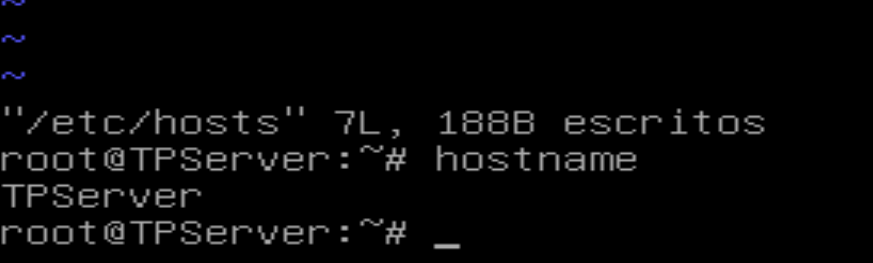 ~
~
~
"/etc/hosts" 7L, 188B escritos
root@TPServer:~# hostname
TPServer
root@TPServer:~# _